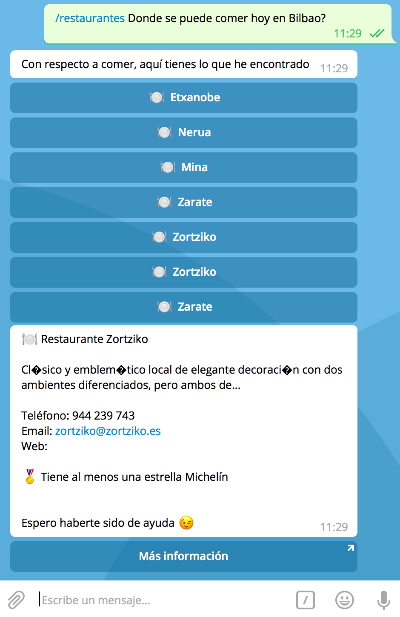 /restaurantes Donde se puede comer hoy en Bilbao?
11:29
Con respecto a comer, aquí tienes lo que he encontrado
11:29
Etxanobe
Nerua
Mina
Zarate
Zortziko
Zortziko
Zarate
Restaurante Zortziko
Cl�sico y emblem�tico local de elegante decoraci�n con dos
ambientes diferenciados, pero ambos de...
Teléfono: 944 239 743
Email: zortziko@zortziko.es
Web:
Tiene al menos una estrella Michelín
Espero haberte sido de ayuda 😉
11:29
Más información
Escribe un mensaje...